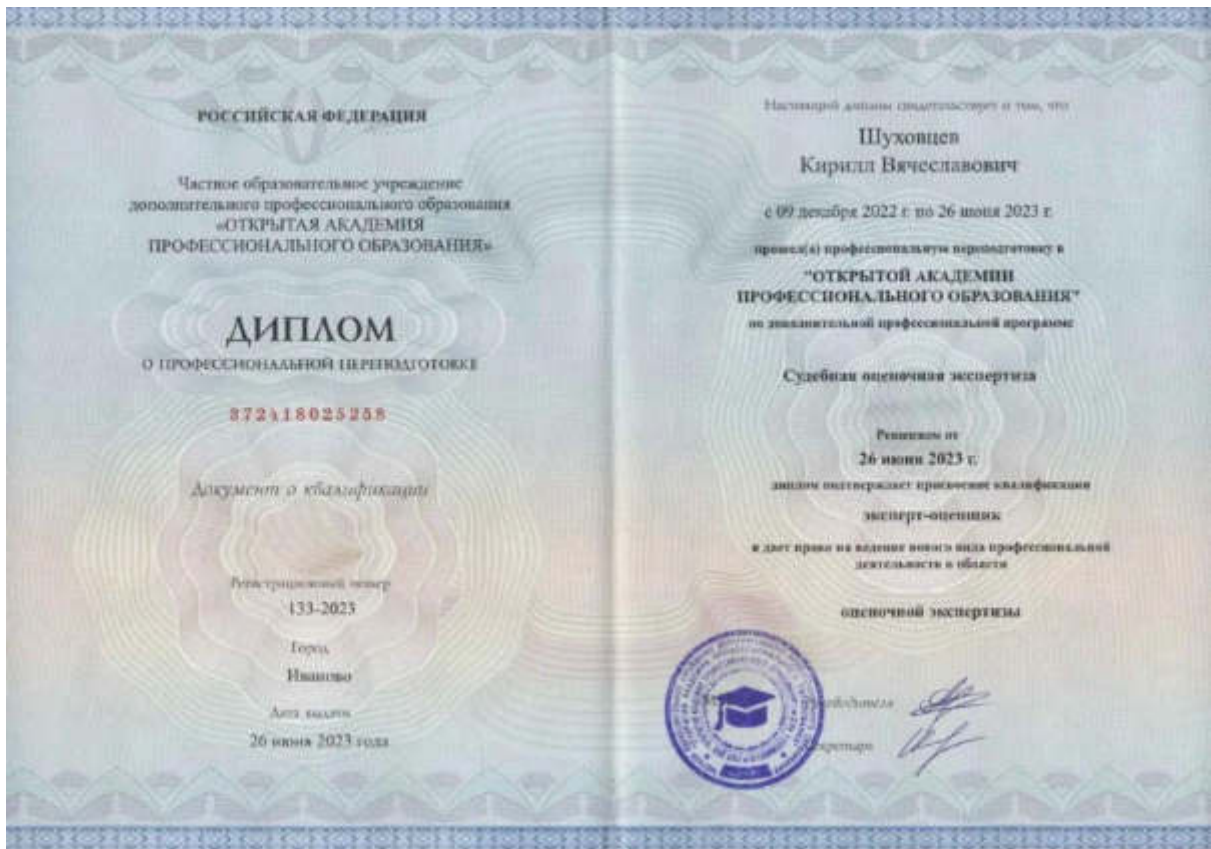 РОССИЙСКАЯ ФЕДЕРАЦИЯ
Частное образовательное учреждение
дополнительного профессионального образования
«ОТКРЫТАЯ АКАДЕМИЯ
ПРОФЕССИОНАЛЬНОГО ОБРАЗОВАНИЯ»
ДИПЛОМ
О ПРОФЕССИОНАЛЬНОЙ ПЕРЕПОДГОТОВКЕ
372418025258
Документ о квалификации
Регистрационный номер
133-2023
Город
Иваново
Дата выдачи
26 июня 2023 года
Настоящий диплом свидетельствует о том, что
Шуховцев
Кирилл Вячеславович
с 09 декабря 2022 г. по 26 июня 2023 г.
прошел(а) профессиональную переподготовку в
"ОТКРЫТОЙ АКАДЕМИИ
ПРОФЕССИОНАЛЬНОГО ОБРАЗОВАНИЯ"
по дополнительной профессиональной программе
Судебная оценочная экспертиза
Решением от
26 июня 2023 г.
диплом подтверждает присвоение квалификации
эксперт-оценщик
и дает право на ведение нового вида профессиональной
деятельности в области
оценочной экспертизы
Руководитель
Секретарь